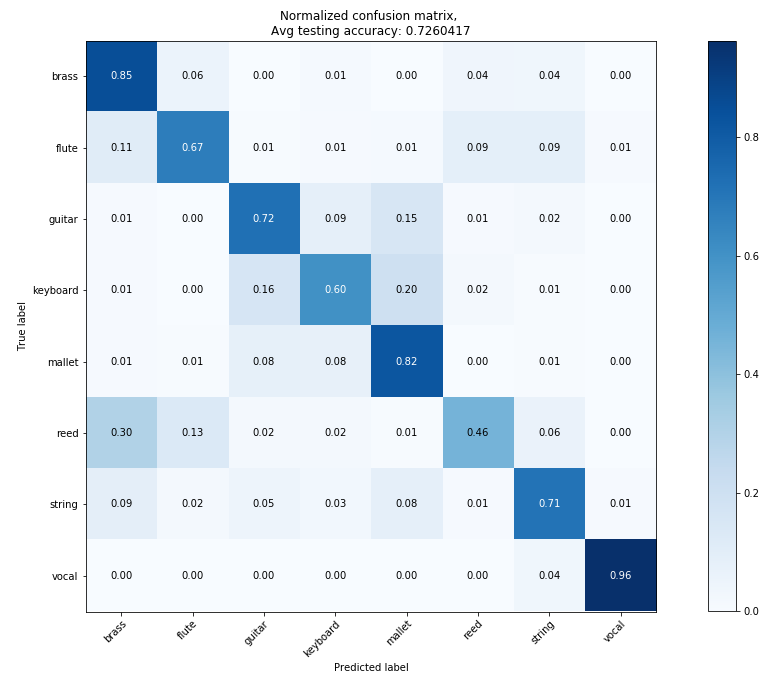 Normalized confusion matrix,
Avg testing accuracy: 0.7260417
brass 0.85 0.06 0.00 0.01 0.00 0.04 0.04 0.00
flute 0.11 0.67 0.01 0.01 0.01 0.09 0.09 0.01
guitar 0.01 0.00 0.72 0.09 0.15 0.01 0.02 0.00
keyboard 0.01 0.00 0.16 0.60 0.20 0.02 0.01 0.00
mallet 0.01 0.01 0.08 0.08 0.82 0.00 0.01 0.00
reed 0.30 0.13 0.02 0.02 0.01 0.46 0.06 0.00
string 0.09 0.02 0.05 0.03 0.08 0.01 0.71 0.01
vocal 0.00 0.00 0.00 0.00 0.00 0.00 0.04 0.96
True label
brass flute guitar keyboard mallet reed string vocal
Predicted label
0.8
0.6
0.4
0.2
0.0